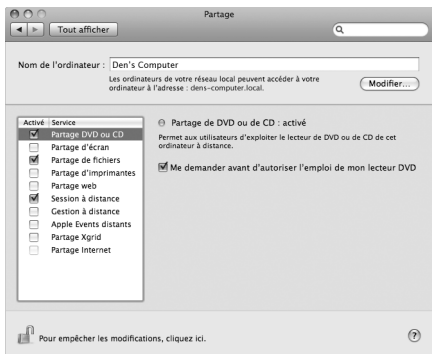 Partage
Tout afficher
Nom de l'ordinateur : Den's Computer
Les ordinateurs de votre réseau local peuvent accéder à votre
ordinateur à l'adresse : dens-computer.local.
Modifier...
Activé Service
Partage DVD ou CD
Partage d'écran
Partage de fichiers
Partage d'imprimantes
Partage web
Session à distance
Gestion à distance
Apple Events distants
Partage Xgrid
Partage Internet
Partage de DVD ou de CD : activé
Permet aux utilisateurs d'exploiter le lecteur de DVD ou de CD de cet
ordinateur à distance.
Me demander avant d'autoriser l'emploi de mon lecteur DVD
Pour empêcher les modifications, cliquez ici.
?